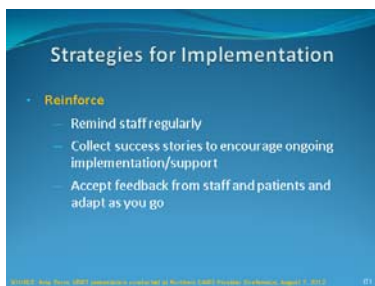 Strategies for Implementation
Reinforce
Remind staff regularly
Collect success stories to encourage ongoing
implementation/support
Accept feedback from staff and patients and
adapt as you go